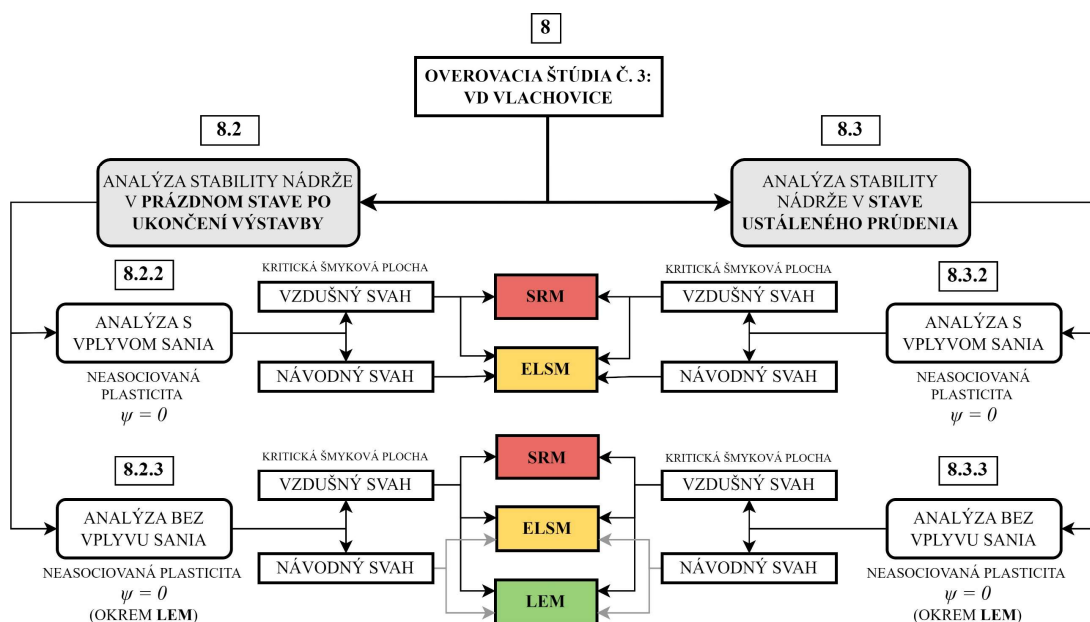 8
OVEROVACIA ŠTÚDIA Č. 3:
VD VLACHOVICE
8.2
8.3
ANALÝZA STABILITY NÁDRŽE
V PRÁZDNOM STAVE PO
UKONČENÍ VÝSTAVBY
ANALÝZA STABILITY
NÁDRŽE V STAVE
USTÁLENÉHO PRÚDENIA
8.2.2
KRITICKÁ ŠMYKOVÁ PLOCHA
KRITICKÁ ŠMYKOVÁ PLOCHA
8.3.2
VZDUŠNÝ SVAH
SRM
VZDUŠNÝ SVAH
ANALÝZA S
VPLYVOM SANIA
ELSM
ANALÝZA S
VPLYVOM SANIA
NÁVODNÝ SVAH
NÁVODNÝ SVAH
NEASOCIOVANÁ
PLASTICITA
ψ = 0
NEASOCIOVANÁ
PLASTICITA
ψ = 0
8.2.3
KRITICKÁ ŠMYKOVÁ PLOCHA
KRITICKÁ ŠMYKOVÁ PLOCHA
8.3.3
VZDUŠNÝ SVAH
SRM
VZDUŠNÝ SVAH
ANALÝZA BEZ
VPLYVU SANIA
ELSM
ANALÝZA BEZ
VPLYVU SANIA
NÁVODNÝ SVAH
NÁVODNÝ SVAH
NEASOCIOVANÁ PLASTICITA
ψ = 0
(OKREM LEM)
LEM
NEASOCIOVANÁ PLASTICITA
ψ = 0
(OKREM LEM)